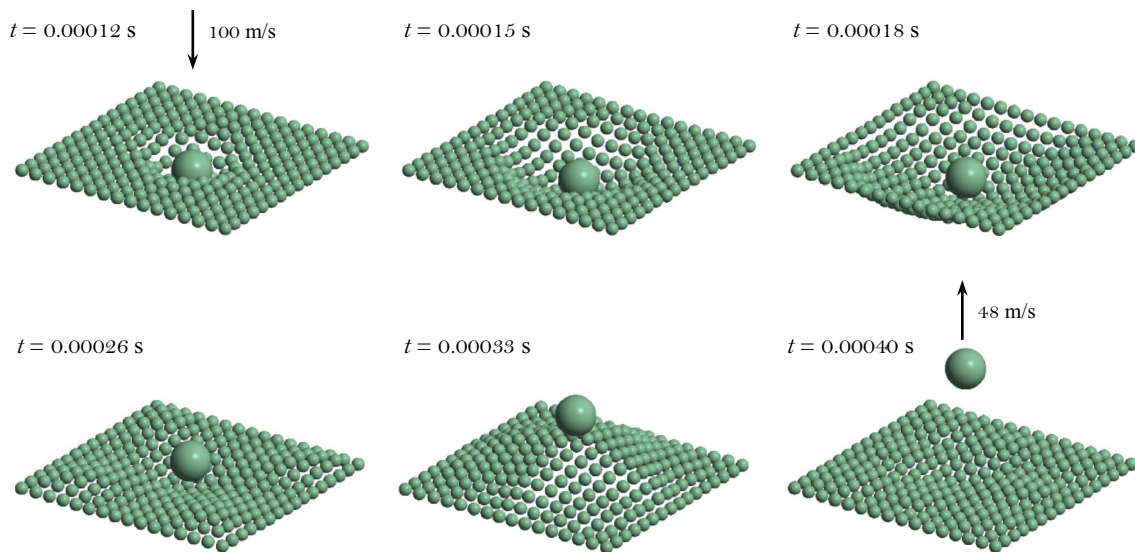 t = 0.00012 s
100 m/s
t = 0.00015 s
t = 0.00018 s
48 m/s
t = 0.00026 s
t = 0.00033 s
t = 0.00040 s